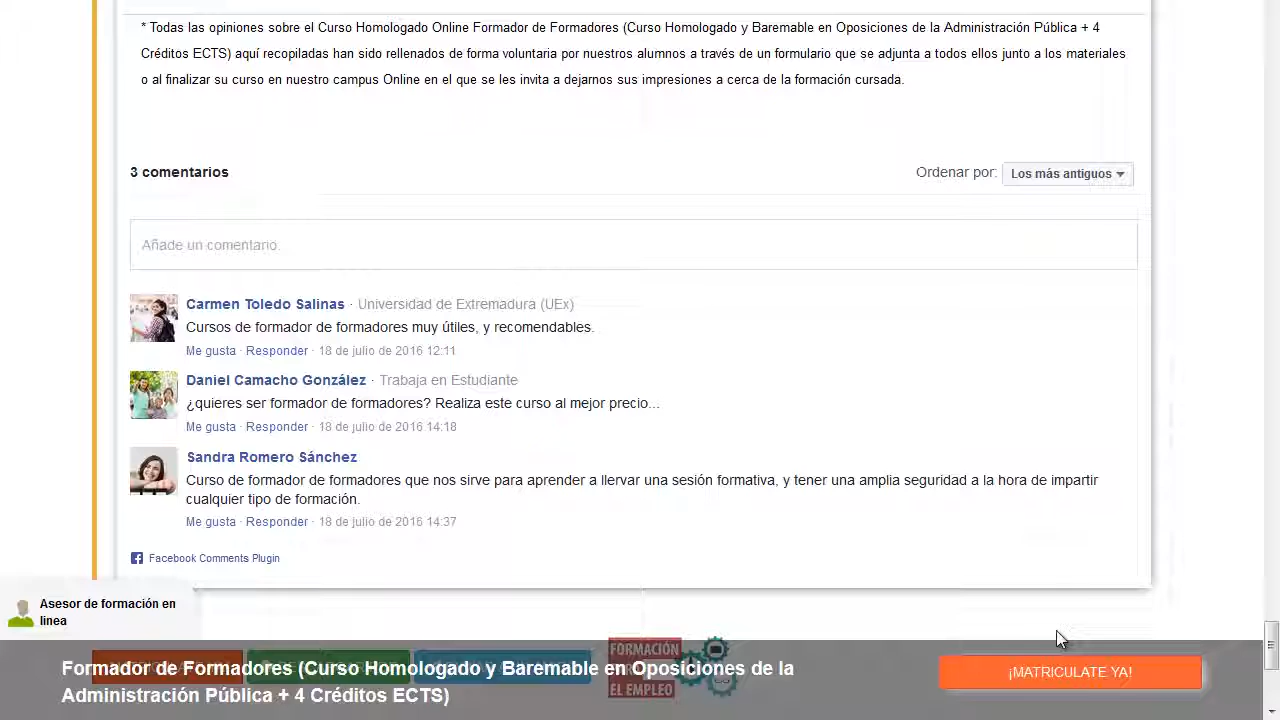 * Todas las opiniones sobre el Curso Homologado Online Formador de Formadores (Curso Homologado y Baremable en Oposiciones de la Administración Pública + 4
Créditos ECTS) aquí recopiladas han sido rellenados de forma voluntaria por nuestros alumnos a través de un formulario que se adjunta a todos ellos junto a los materiales
o al finalizar su curso en nuestro campus Online en el que se les invita a dejarnos sus impresiones a cerca de la formación cursada.
3 comentarios
Ordenar por: Los más antiguos
Añade un comentario.
Carmen Toledo Salinas · Universidad de Extremadura (UEx)
Cursos de formador de formadores muy útiles, y recomendables.
Me gusta · Responder · 18 de julio de 2016 12:11
Daniel Camacho González · Trabaja en Estudiante
¿quieres ser formador de formadores? Realiza este curso al mejor precio...
Me gusta · Responder · 18 de julio de 2016 14:18
Sandra Romero Sánchez
Curso de formador de formadores que nos sirve para aprender a llervar una sesión formativa, y tener una amplia seguridad a la hora de impartir
cualquier tipo de formación.
Me gusta · Responder · 18 de julio de 2016 14:37
Facebook Comments Plugin
Asesor de formación en
linea
FORMACIÓN
EL EMPLEO
Formador de Formadores (Curso Homologado y Baremable en Oposiciones de la
Administración Pública + 4 Créditos ECTS)
¡MATRICULATE YA!